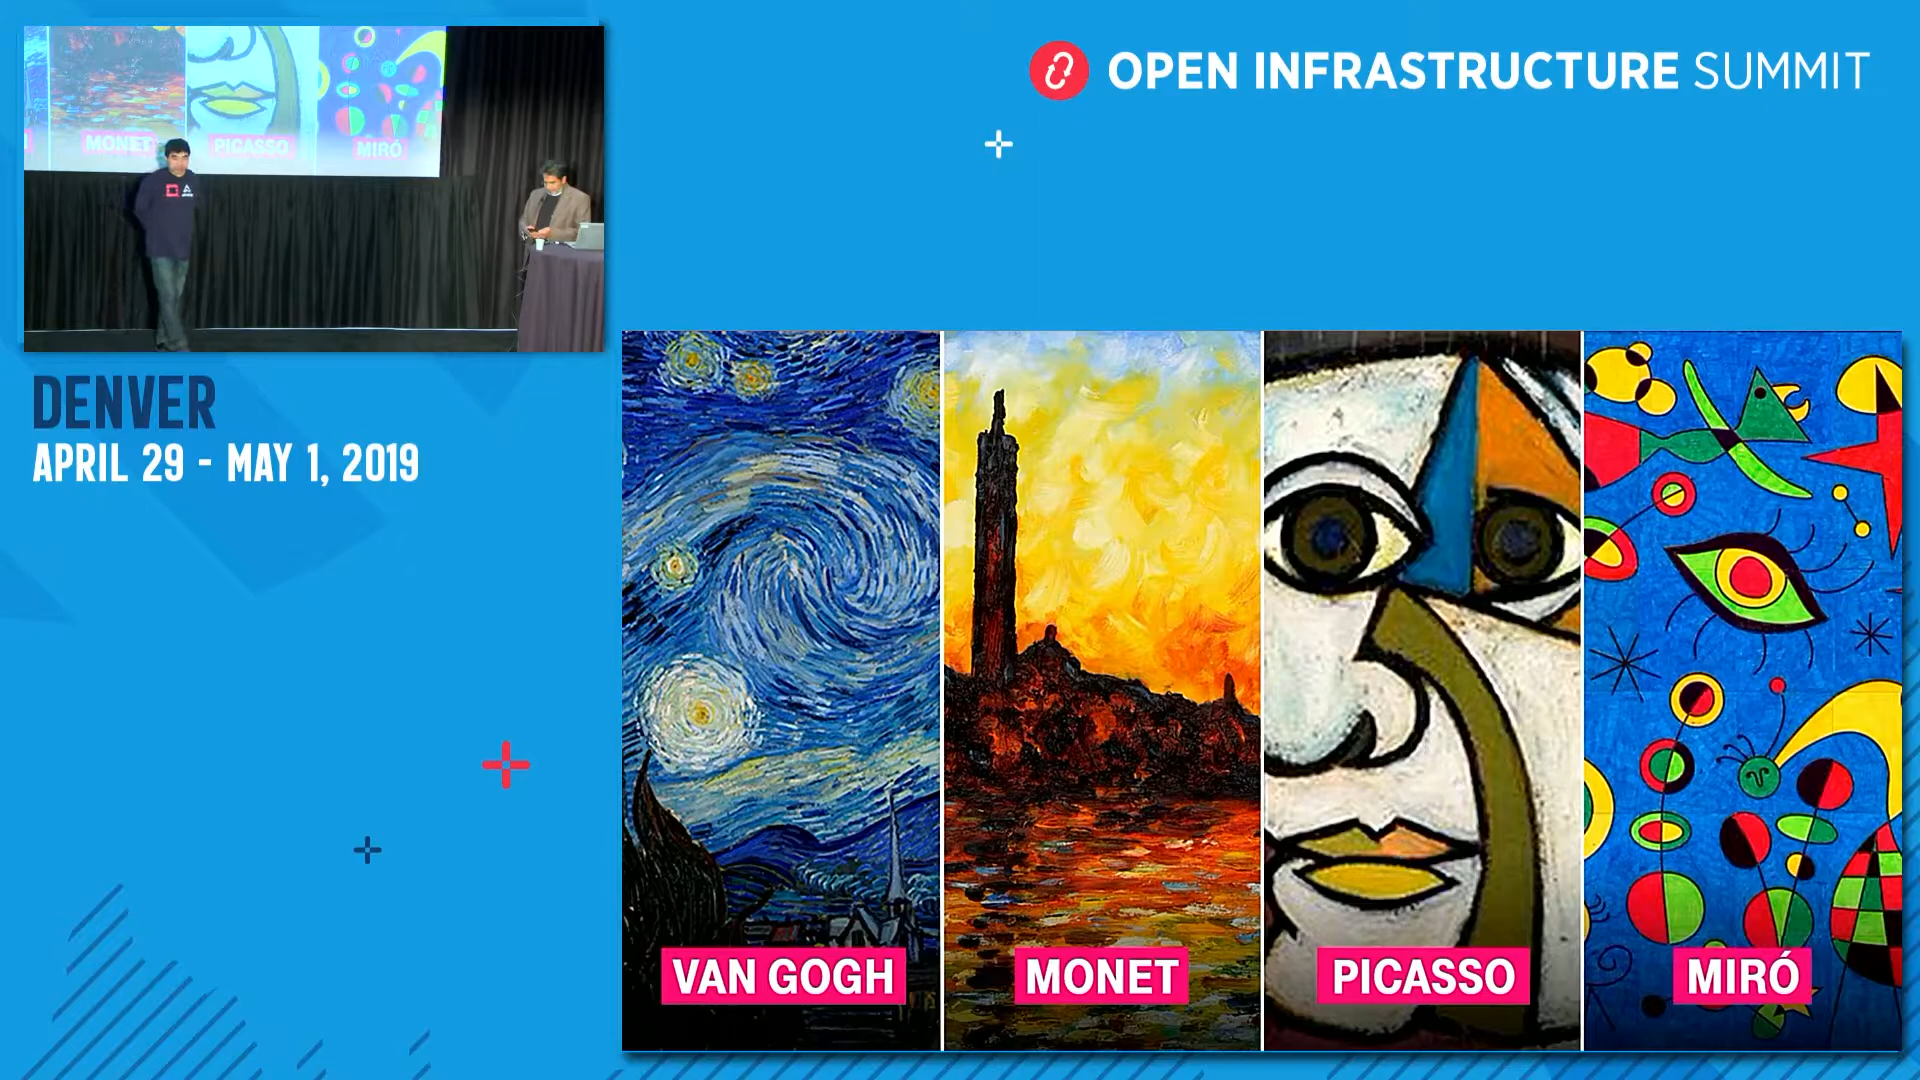 MONET
PICASSO
MIRÓ
OPEN INFRASTRUCTURE SUMMIT
DENVER
APRIL 29 - MAY 1, 2019
VAN GOGH
MONET
PICASSO
MIRÓ